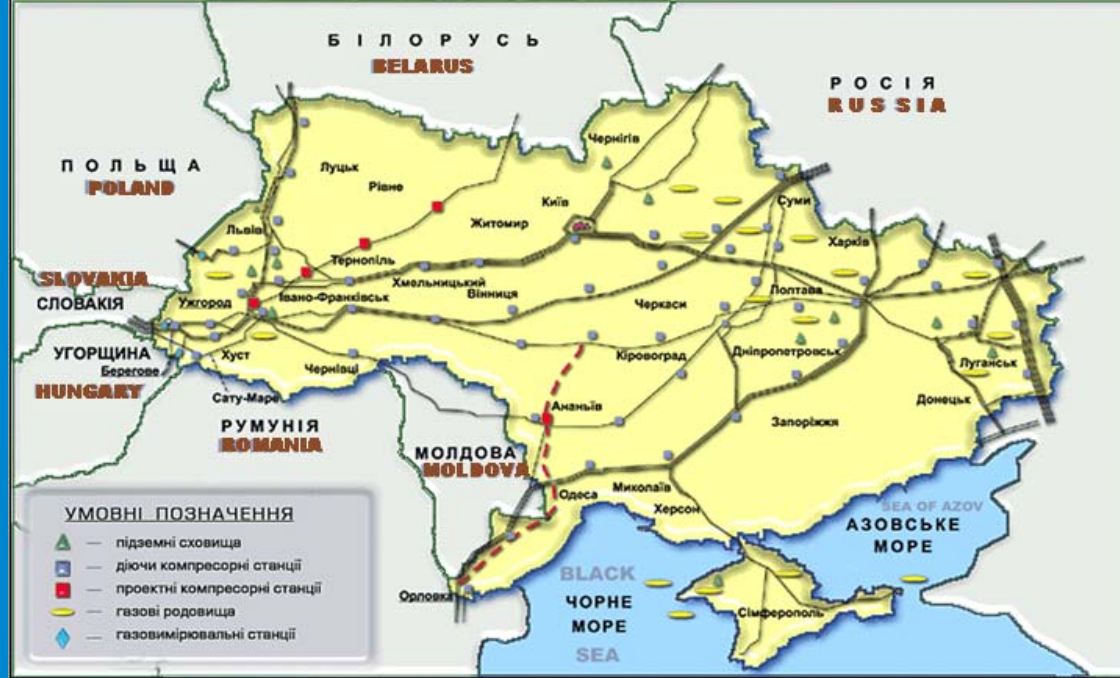 БІЛОРУСЬ
BELARUS
РОСІЯ
RUSSIA
ПОЛЬЩА
POLAND
Чернігів
Луцьк
Рівне
Київ
Суми
Житомир
Львів
Харків
Тернопіль
SLOVAKIA
СЛОВАКІЯ
Ужгород
Івано-Франківськ
Хмельницький
Вінниця
Полтава
Черкаси
УГОРЩИНА
Берегове
Хуст
Чернівці
Кіровоград
Дніпропетровськ
Луганськ
HUNGARY
Сату-Маре
Ананьїв
Донецьк
РУМУНІЯ
ROMANIA
Запоріжжя
МОЛДОВА
MOLDOVA
Одеса
Миколаїв
Херсон
SEA OF AZOV
АЗОВСЬКЕ
МОРЕ
УМОВНІ ПОЗНАЧЕННЯ
— підземні сховища
— діючи компресорні станції
— проектні компресорні станції
— газові родовища
— газовимірювальні станції
Орловка
BLACK
ЧОРНЕ
МОРЕ
SEA
Сімферополь